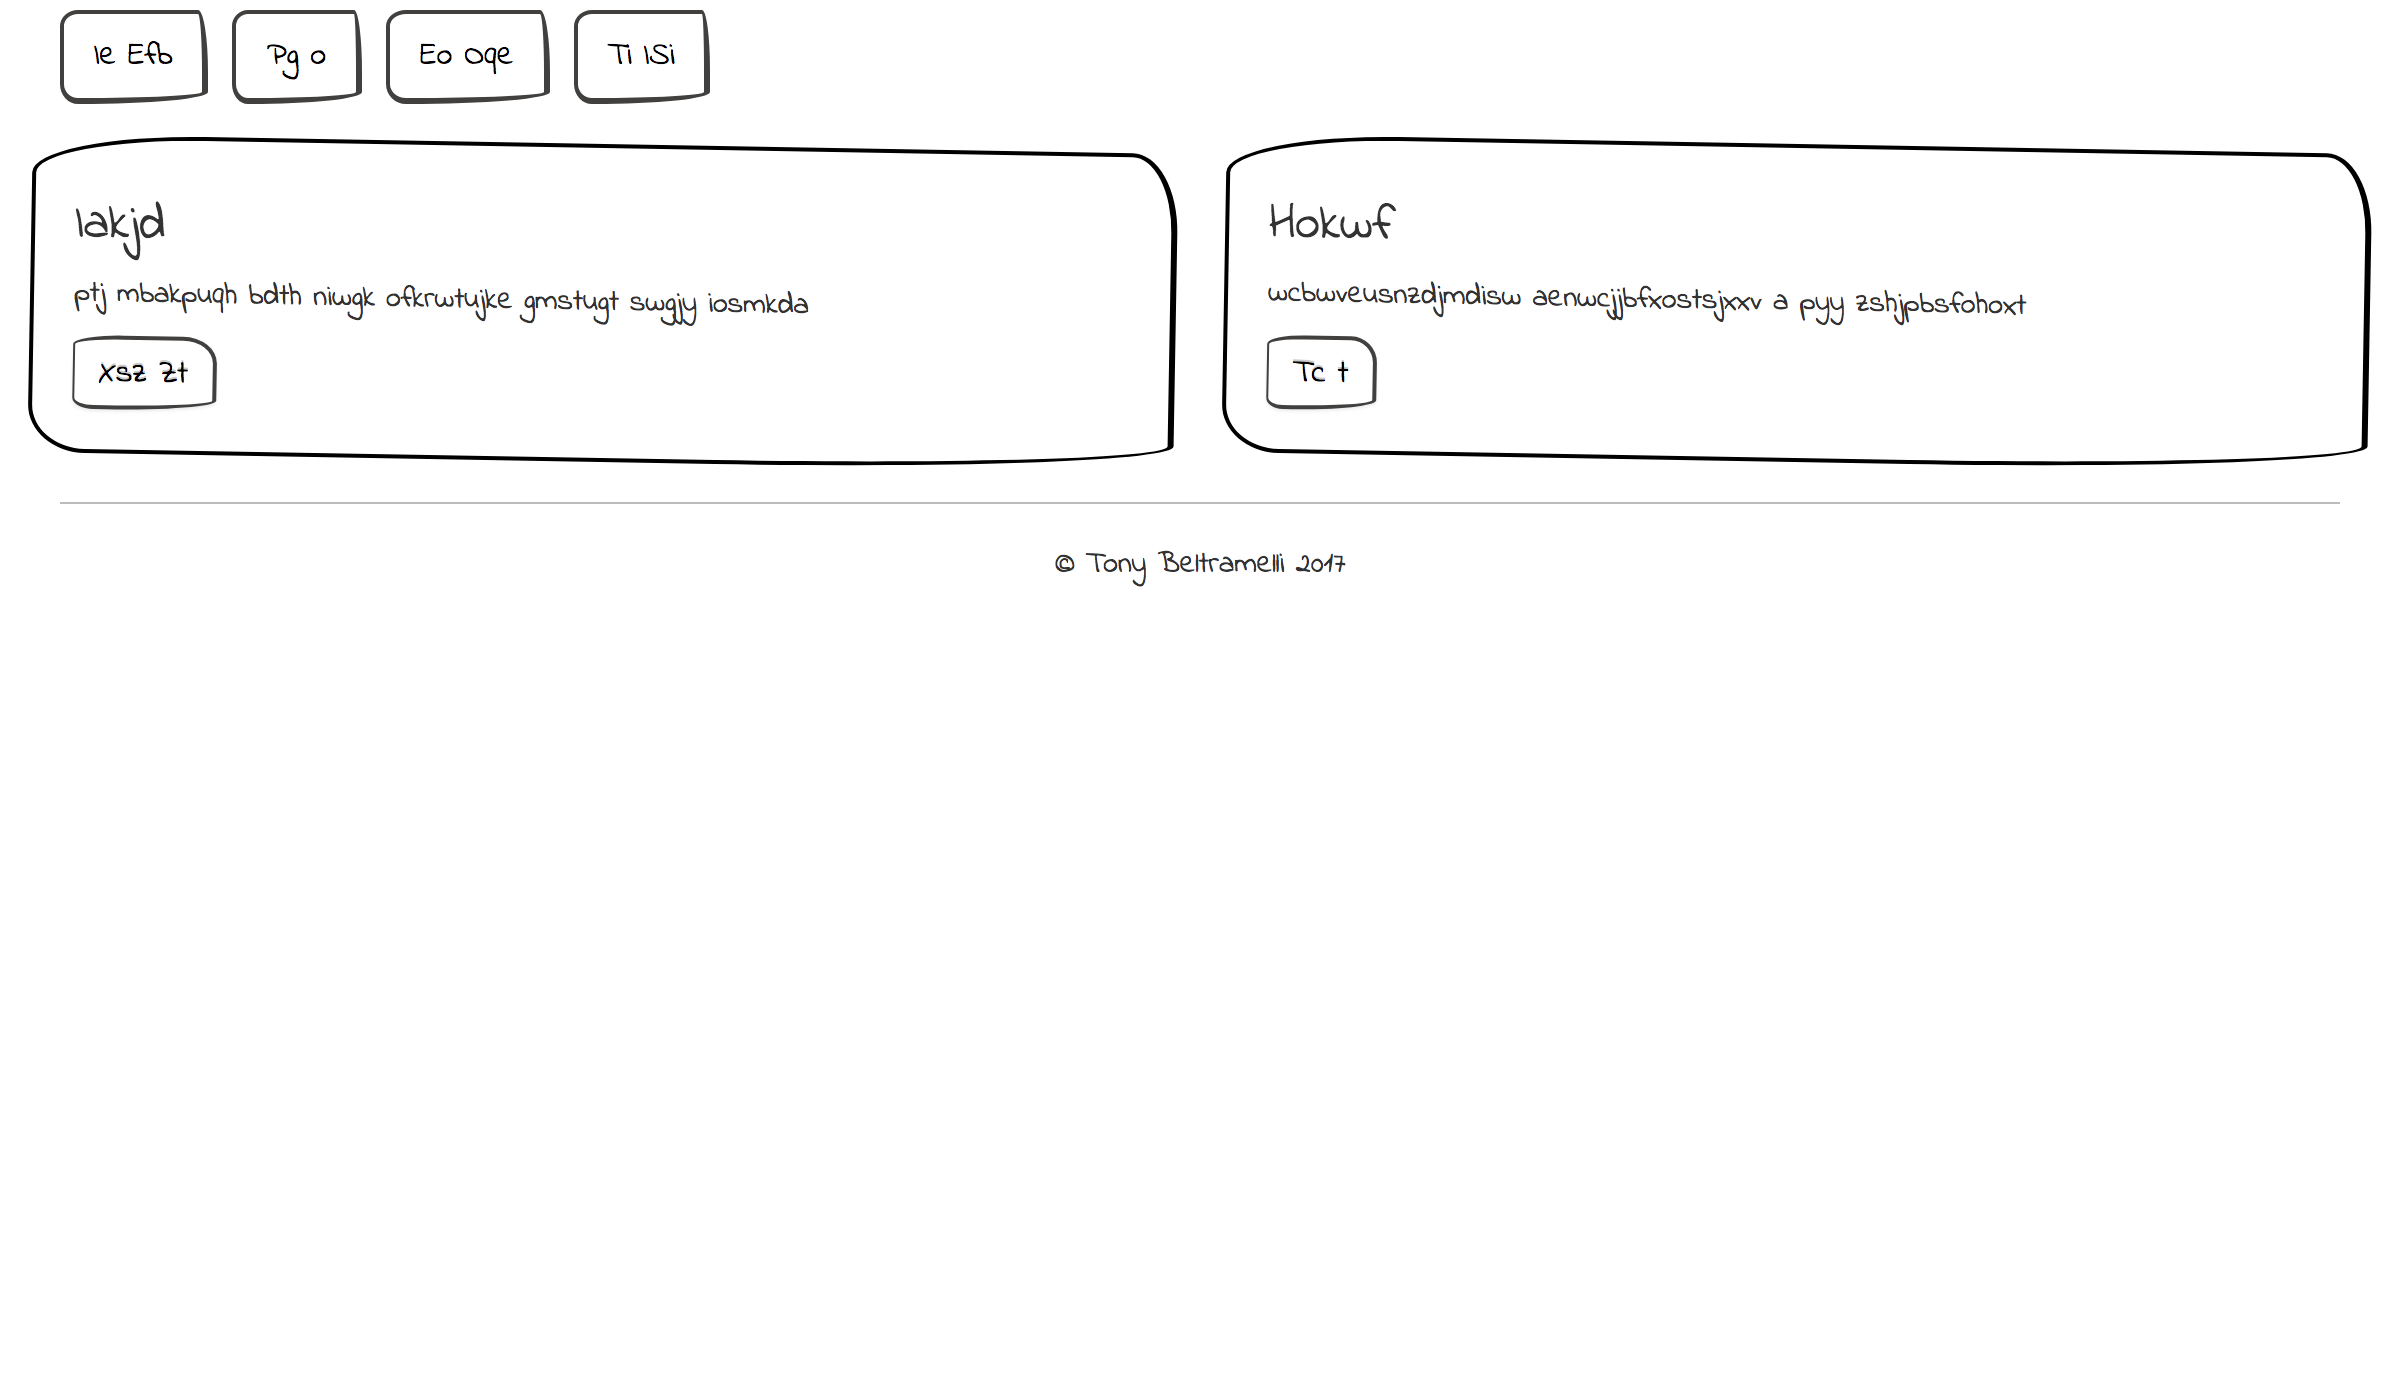 Ie Efb Pg o Eo Oqe Ti ISi
Iakjd
ptj mbakpuqh bdth niwgk ofkrwtujke gmstugt swgjy iosmkda
Xsz Zt
Hokwf
wcbwveusnzdjmdisw aenwcjjbfxostsjxxv a pyy zshjpbsfohoxt
Tc t
© Tony Beltramelli 2017